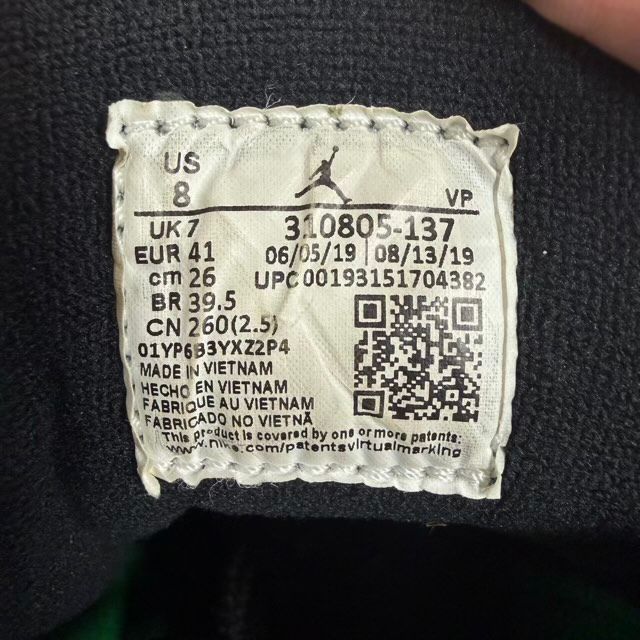 US
8
VP
UK 7
310805-137
EUR 41
06/05/19 | 08/13/19
cm 26
UPC 00193151704382
BR 39.5
CN 260(2.5)
01YP6B3YXZ2P4
MADE IN VIETNAM
HECHO EN VIETNAM
FABRIQUE AU VIETNAM
FABRICADO NO VIETNÃ
This product is covered by one or more patents:
www.nike.com/patentsvirtualmarking